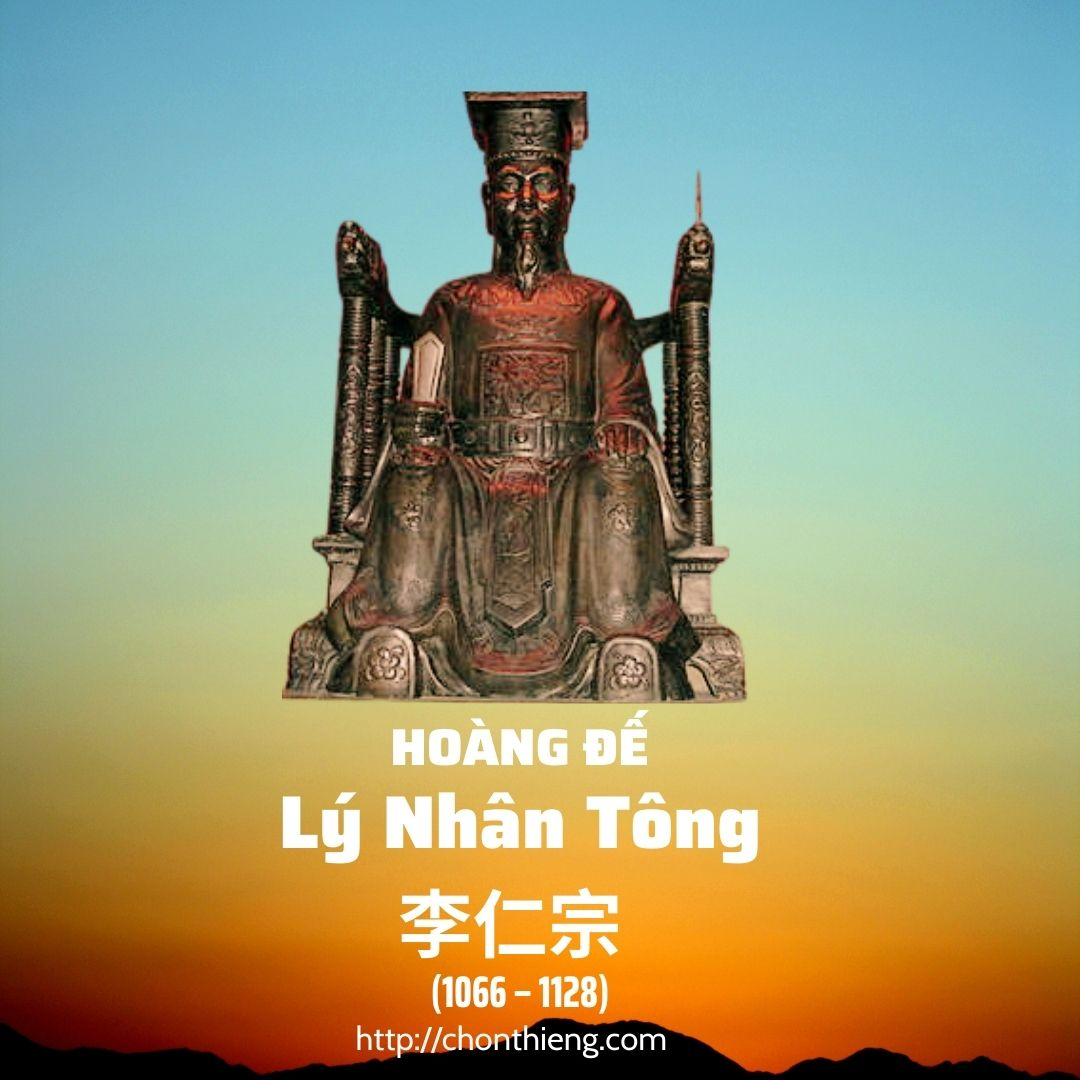 HOÀNG ĐẾ
Lý Nhân Tông
李仁宗
(1066 – 1128)
http://chonthieng.com